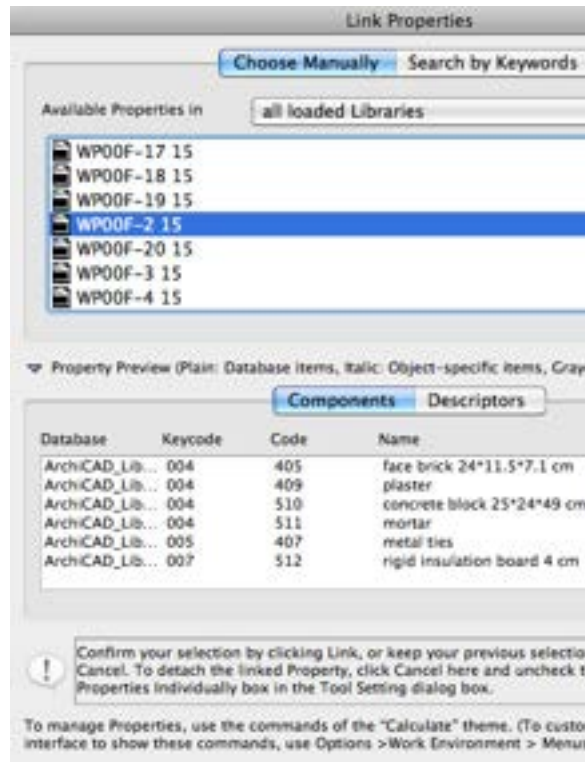 Link Properties
Choose Manually Search by Keywords
Available Properties in all loaded Libraries
WP00F-17 15
WP00F-18 15
WP00F-19 15
WP00F-2 15
WP00F-20 15
WP00F-3 15
WP00F-4 15
Property Preview (Plain: Database items, Italic: Object-specific items, Gray
Components Descriptors
Database Keycode Code Name
ArchiCAD_Lib... 004 405 face brick 24*11.5*7.1 cm
ArchiCAD_Lib... 004 409 plaster
ArchiCAD_Lib... 004 510 concrete block 25*24*49 cm
ArchiCAD_Lib... 004 511 mortar
ArchiCAD_Lib... 005 407 metal ties
ArchiCAD_Lib... 007 512 rigid insulation board 4 cm
Confirm your selection by clicking Link, or keep your previous selectio
Cancel. To detach the linked Property, click Cancel here and uncheck t
Properties Individually box in the Tool Setting dialog box.
To manage Properties, use the commands of the "Calculate" theme. (To custo
interface to show these commands, use Options >Work Environment > Menu